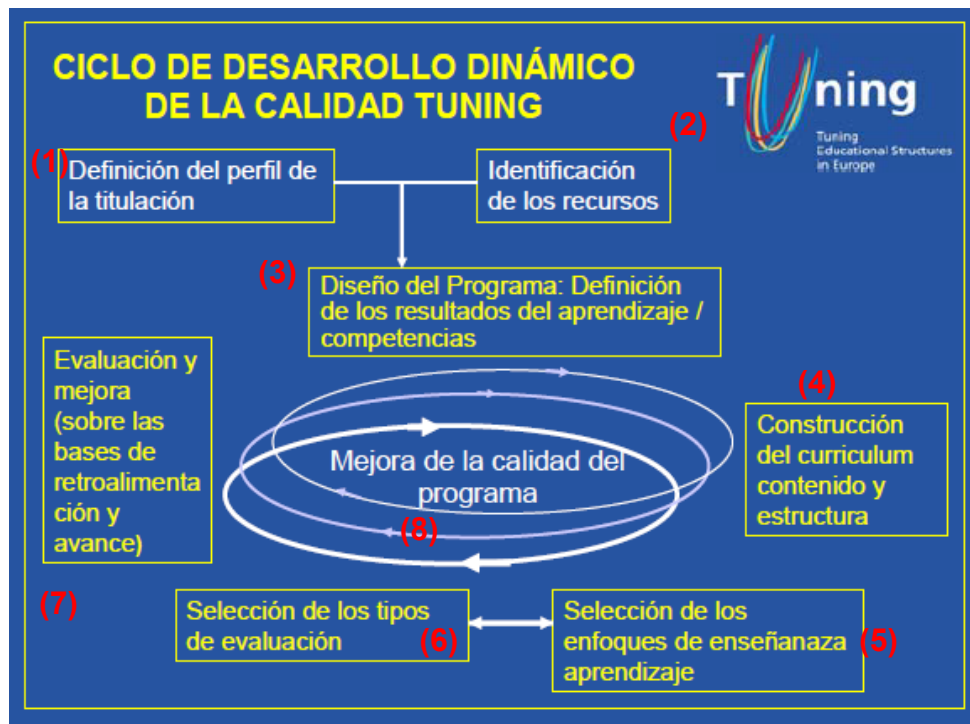 CICLO DE DESARROLLO DINÁMICO
DE LA CALIDAD TUNING
Tuning
Tuning
Educational Structures
in Europe
(1)
Definición del perfil de
la titulación
(2)
Identificación
de los recursos
(3)
Diseño del Programa: Definición
de los resultados del aprendizaje /
competencias
Evaluación y
mejora
(sobre las
bases de
retroalimenta
ción y
avance)
(4)
Construcción
del curriculum
contenido y
estructura
Mejora de la calidad del
programa
(8)
(7)
Selección de los tipos
de evaluación
(6)
Selección de los
enfoques de enseñanaza
aprendizaje
(5)